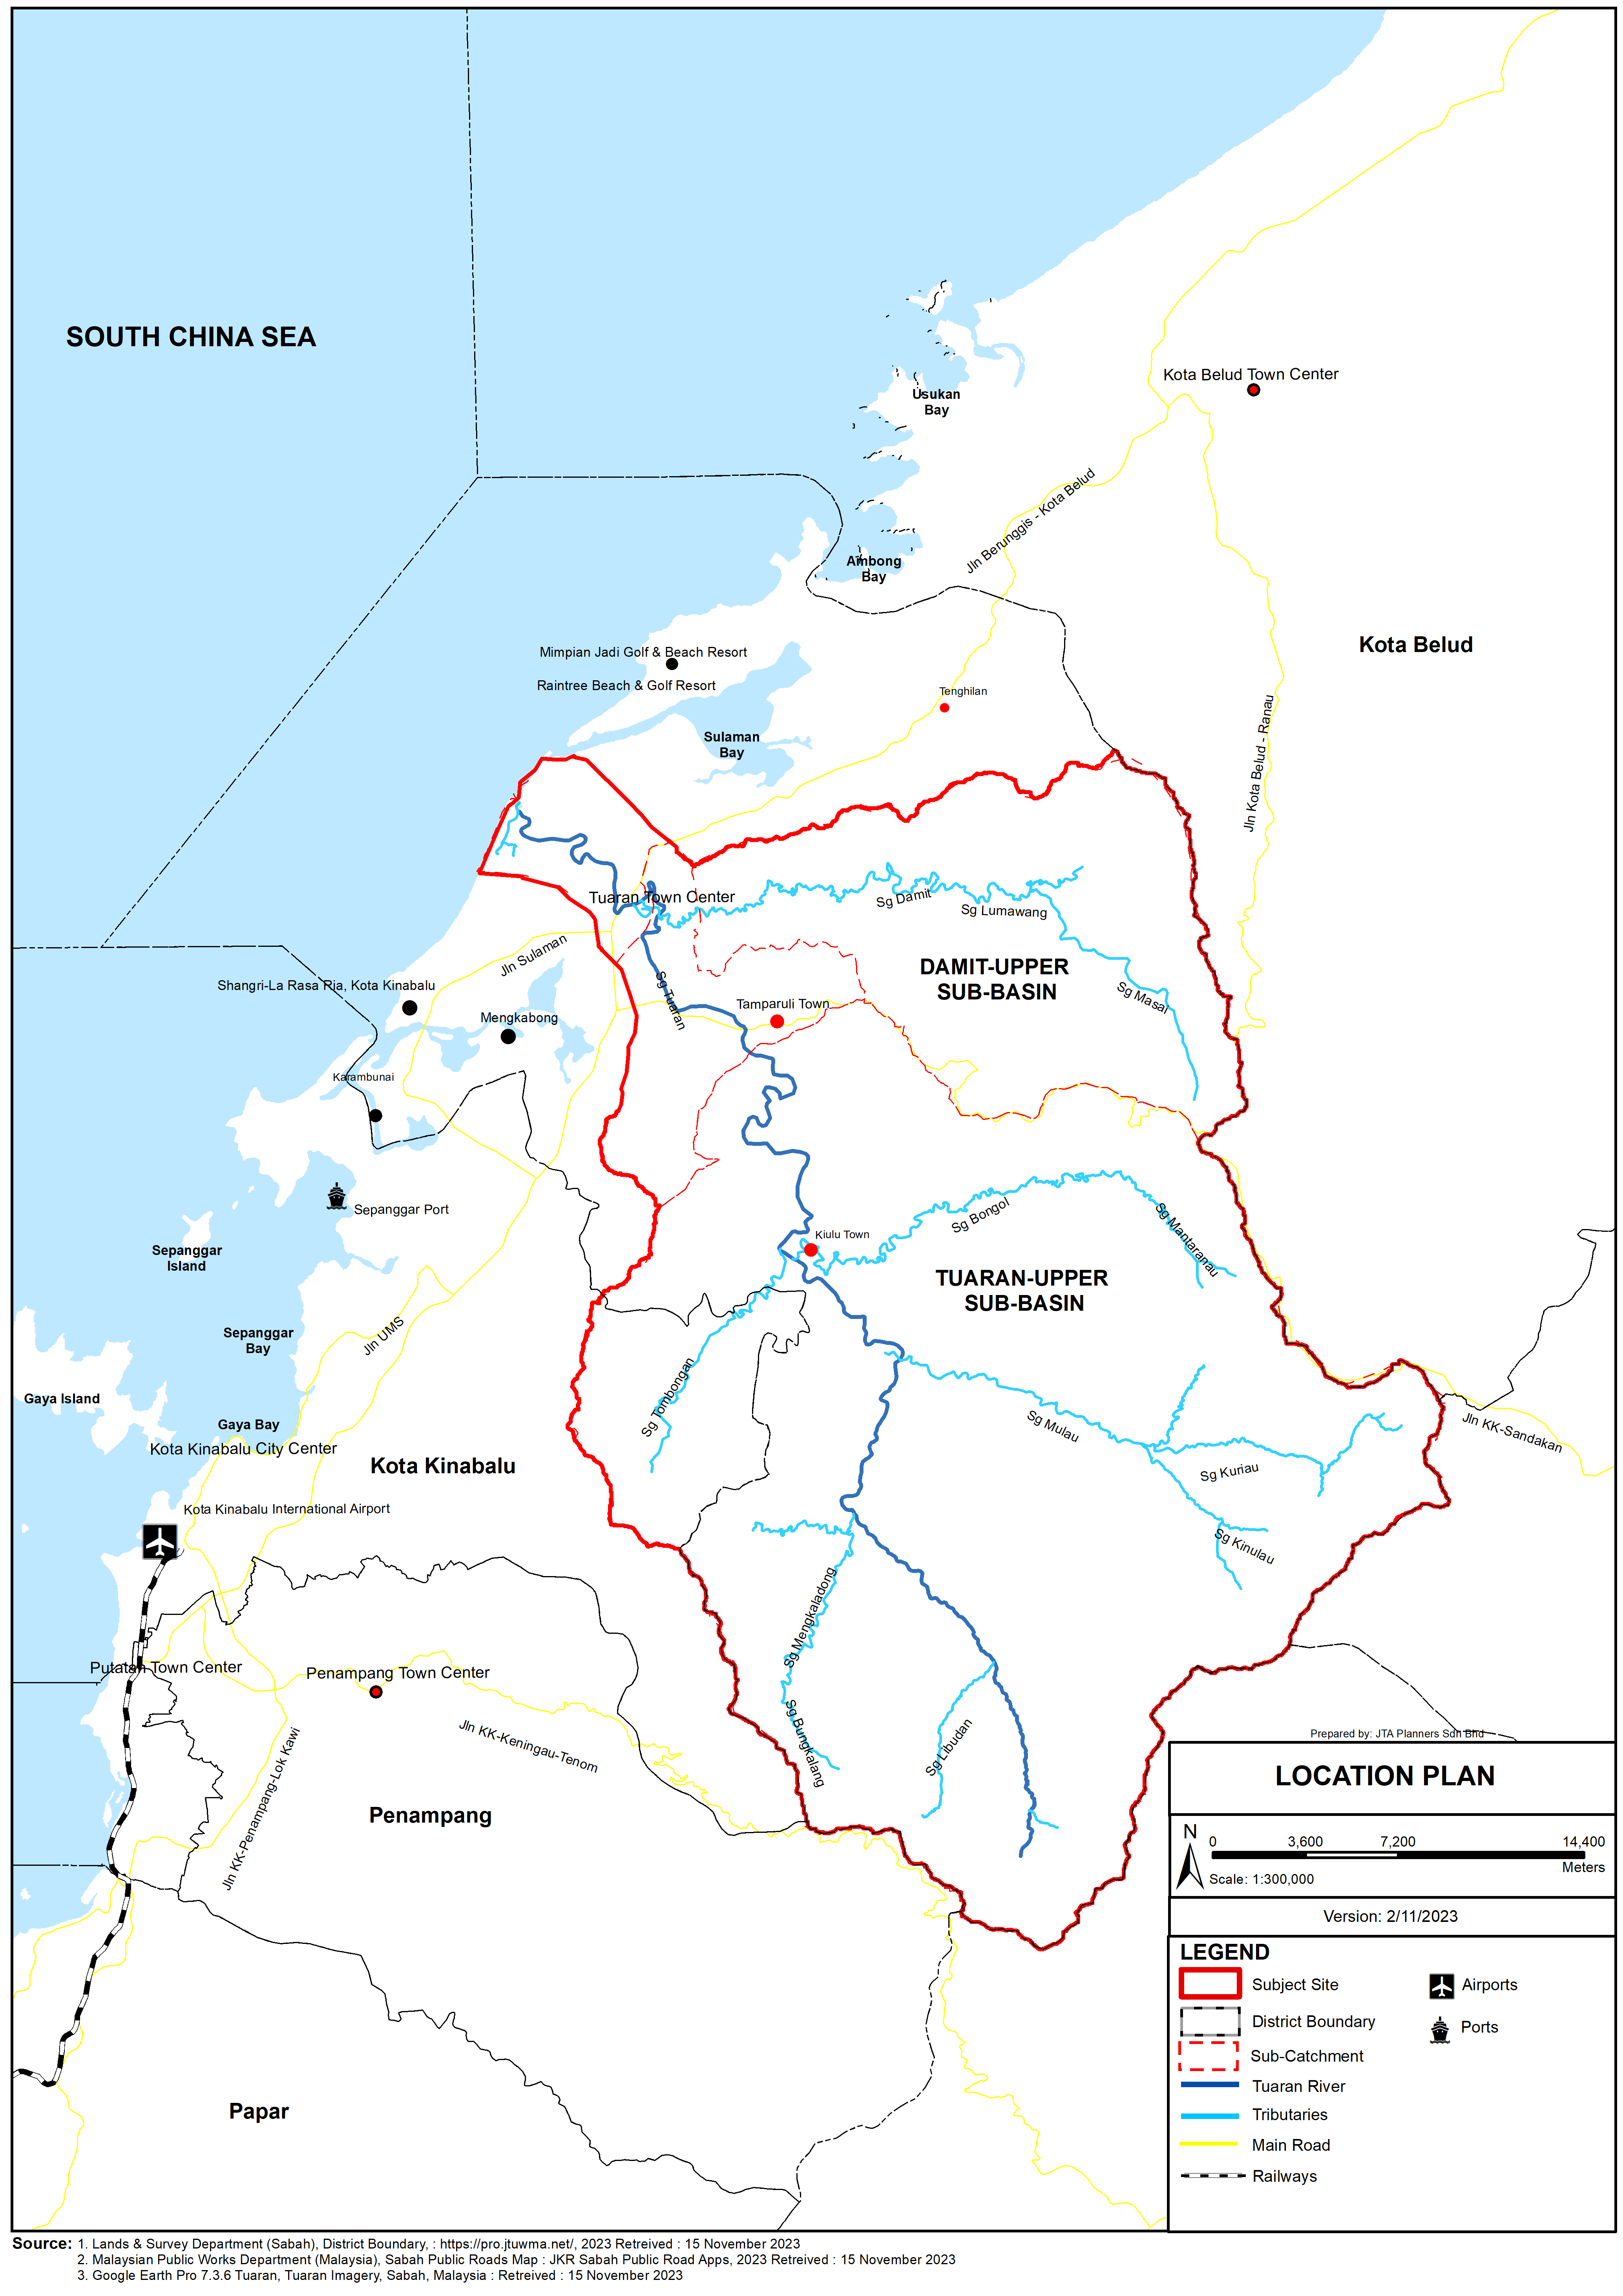 SOUTH CHINA SEA
Kota Belud Town Center
Usukan
Bay
Jln Berunggis - Kota Belud
Ambong
Bay
Kota Belud
Mimpian Jadi Golf & Beach Resort
Raintree Beach & Golf Resort
Tenghilan
Sulaman
Bay
Jln Kota Belud - Ranau
Tuaran Town Center
Sg Damit
Sg Lumawang
Jln Sulaman
DAMIT-UPPER
SUB-BASIN
Shangri-La Rasa Ria, Kota Kinabalu
Sg Tuaran
Sg Masai
Tamparuli Town
Mengkabong
Karambunai
Sepanggar Port
Sg Bongol
Sg Mantaranau
Kiulu Town
Sepanggar
Island
TUARAN-UPPER
SUB-BASIN
Sepanggar
Bay
Jln UMS
Gaya Island
Sg Tombongan
Gaya Bay
Sg Mulau
Jln KK-Sandakan
Kota Kinabalu City Center
Kota Kinabalu
Sg Kuriau
Kota Kinabalu International Airport
Sg Kinulau
Sg Mengkaladong
Putatan Town Center
Penampang Town Center
Jln KK-Keningau-Tenom
Sg Bungkalang
Sg Libudan
Jln KK-Penampang-Lok Kawi
Penampang
Papar
Prepared by: JTA Planners Sdn Bhd
LOCATION PLAN
N
0 3,600 7,200 14,400
Meters
Scale: 1:300,000
Version: 2/11/2023
LEGEND
Subject Site
Airports
District Boundary
Ports
Sub-Catchment
Tuaran River
Tributaries
Main Road
Railways
Source: 1. Lands & Survey Department (Sabah), District Boundary, : https://pro.jtuwma.net/, 2023 Retreived : 15 November 2023
2. Malaysian Public Works Department (Malaysia), Sabah Public Roads Map : JKR Sabah Public Road Apps, 2023 Retreived : 15 November 2023
3. Google Earth Pro 7.3.6 Tuaran, Tuaran Imagery, Sabah, Malaysia : Retreived : 15 November 2023